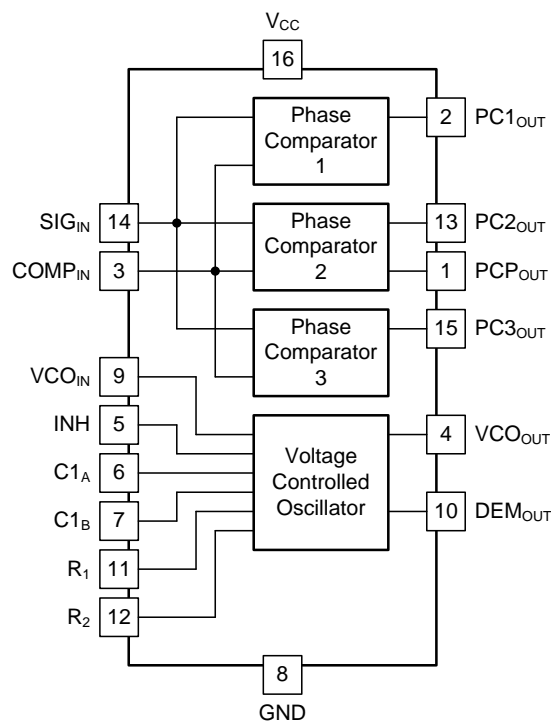 VCC
16
Phase
Comparator
1
2 PC1OUT
SIGIN 14
COMPIN 3
Phase
Comparator
2
13 PC2OUT
1 PCPOUT
Phase
Comparator
3
15 PC3OUT
VCOIN 9
INH 5
C1A 6
C1B 7
R1 11
R2 12
Voltage
Controlled
Oscillator
4 VCOOUT
10 DEMOUT
8
GND